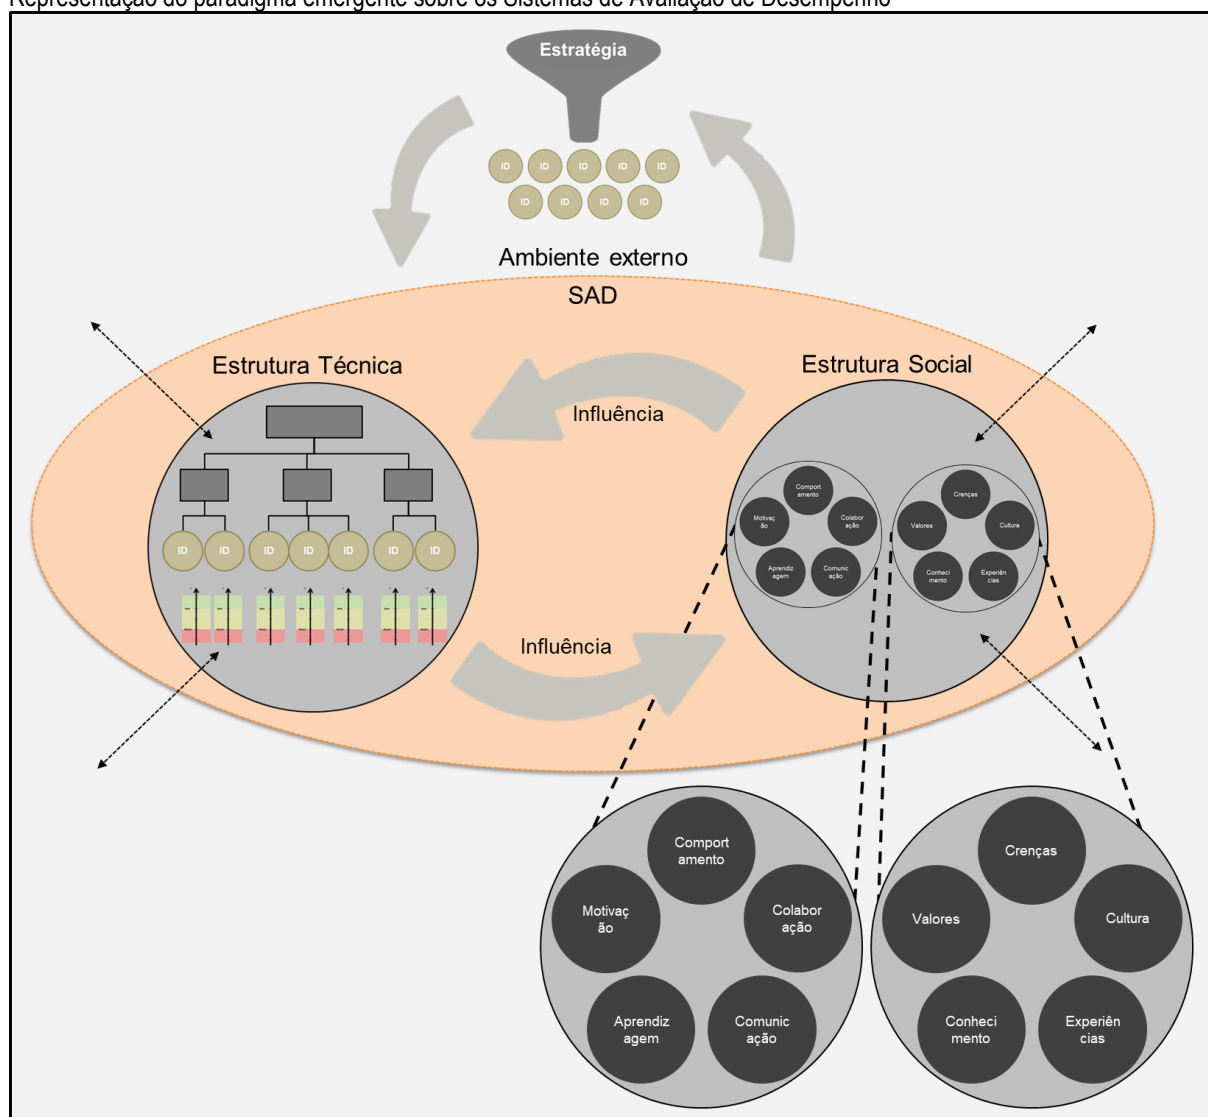 Representação do paradigma emergente sobre os Sistemas de Avaliação de Desempenho
Estratégia
ID ID ID ID ID
ID ID ID ID
Ambiente externo
SAD
Estrutura Técnica
Estrutura Social
Influência
Comport
amento
Motivaç
ão
Colabor
ação
Aprendiz
agem
Comunic
ação
Crenças
Valores
Cultura
Conheci
mento
Experiên
cias
ID ID ID ID ID ID ID
Influência
Comport
amento
Motivaç
ão
Colabor
ação
Aprendiz
agem
Comunic
ação
Crenças
Valores
Cultura
Conheci
mento
Experiên
cias